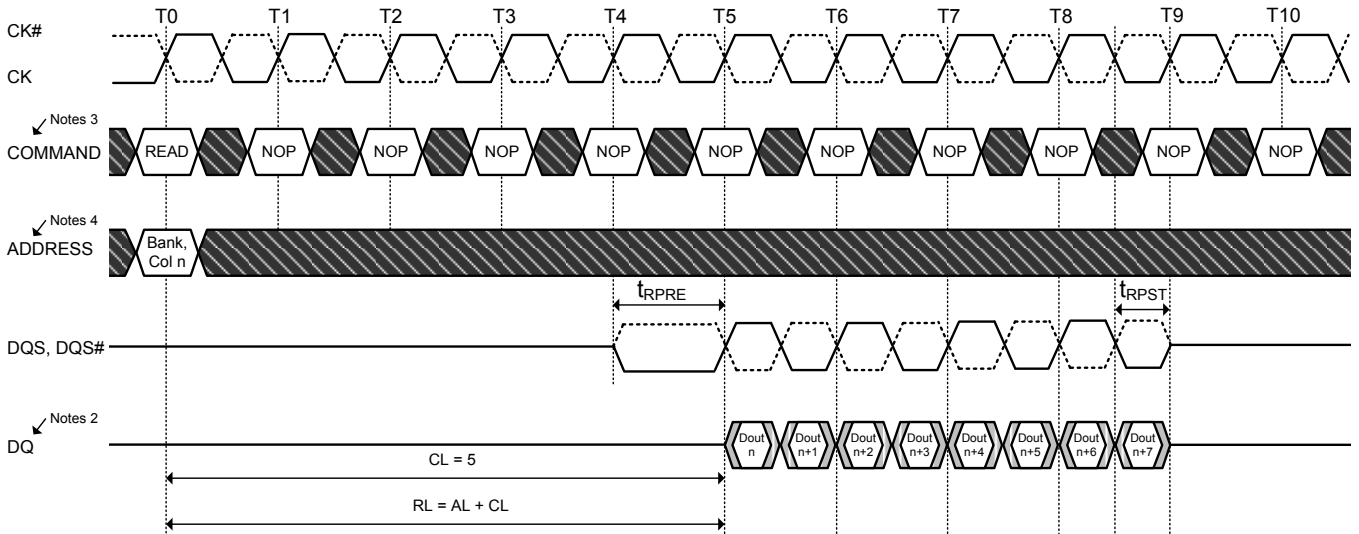 T0 T1 T2 T3 T4 T5 T6 T7 T8 T9 T10
CK#
CK
Notes 3
COMMAND READ NOP NOP NOP NOP NOP NOP NOP NOP NOP NOP
Notes 4
ADDRESS Bank,
Col n
tRPRE tRPST
DQS, DQS#
Notes 2
DQ
Dout Dout Dout Dout Dout Dout Dout Dout
n n+1 n+2 n+3 n+4 n+5 n+6 n+7
CL = 5
RL = AL + CL